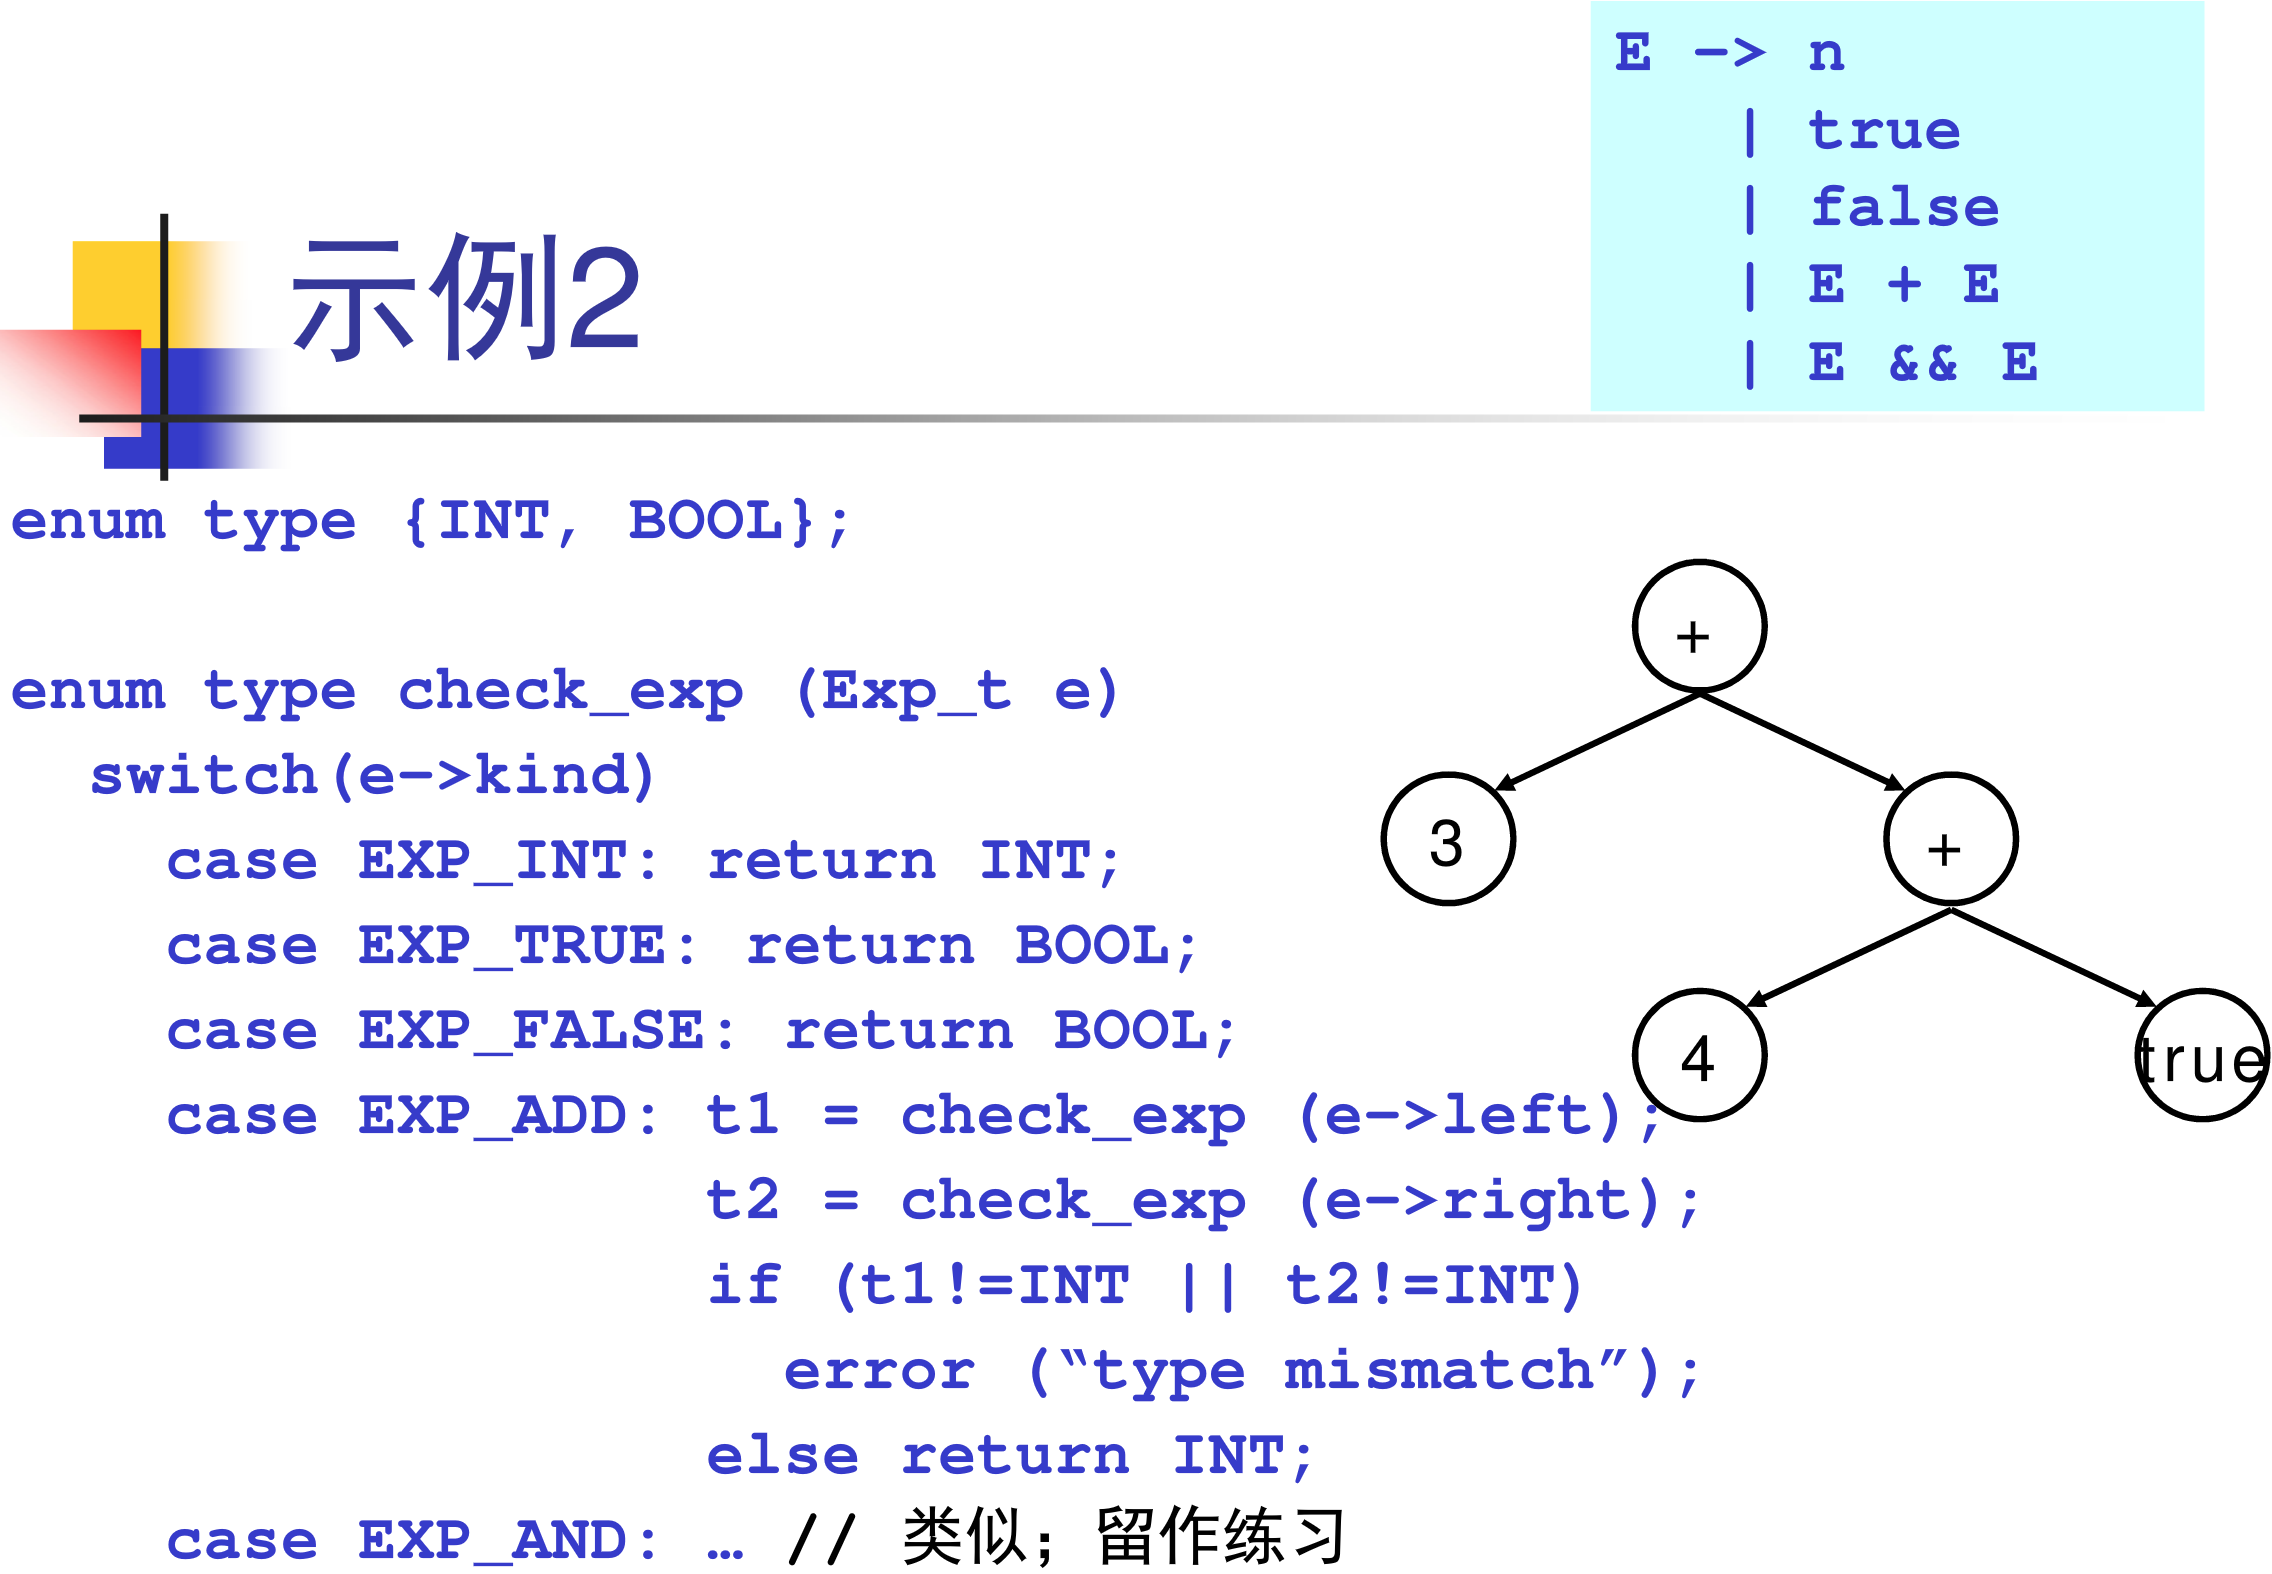 E -> n
| true
| false
| E + E
| E && E
示例2
enum type {INT, BOOL};
enum type check_exp (Exp_t e)
switch(e->kind)
case EXP_INT: return INT;
case EXP_TRUE: return BOOL;
case EXP_FALSE: return BOOL;
case EXP_ADD: t1 = check_exp (e->left);
t2 = check_exp (e->right);
if (t1!=INT || t2!=INT)
error (“type mismatch”);
else return INT;
case EXP_AND: … // 类似；留作练习
+
3
+
4
true